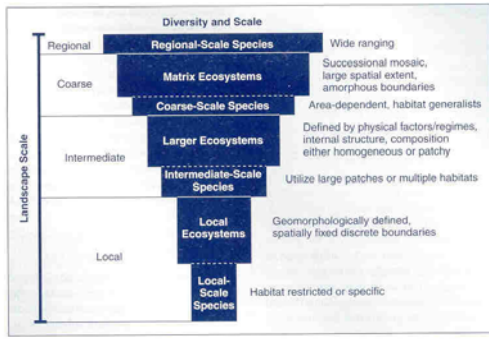 Diversity and Scale
Regional
Regional-Scale Species
Wide ranging
Coarse
Matrix Ecosystems
Successional mosaic,
large spatial extent,
amorphous boundaries
Coarse-Scale Species
Area-dependent, habitat generalists
Landscape Scale
Intermediate
Larger Ecosystems
Defined by physical factors/regimes,
internal structure, composition
either homogeneous or patchy
Intermediate-Scale
Species
Utilize large patches or multiple habitats
Local
Local
Ecosystems
Geomorphologically defined,
spatially fixed discrete boundaries
Local-
Scale
Species
Habitat restricted or specific